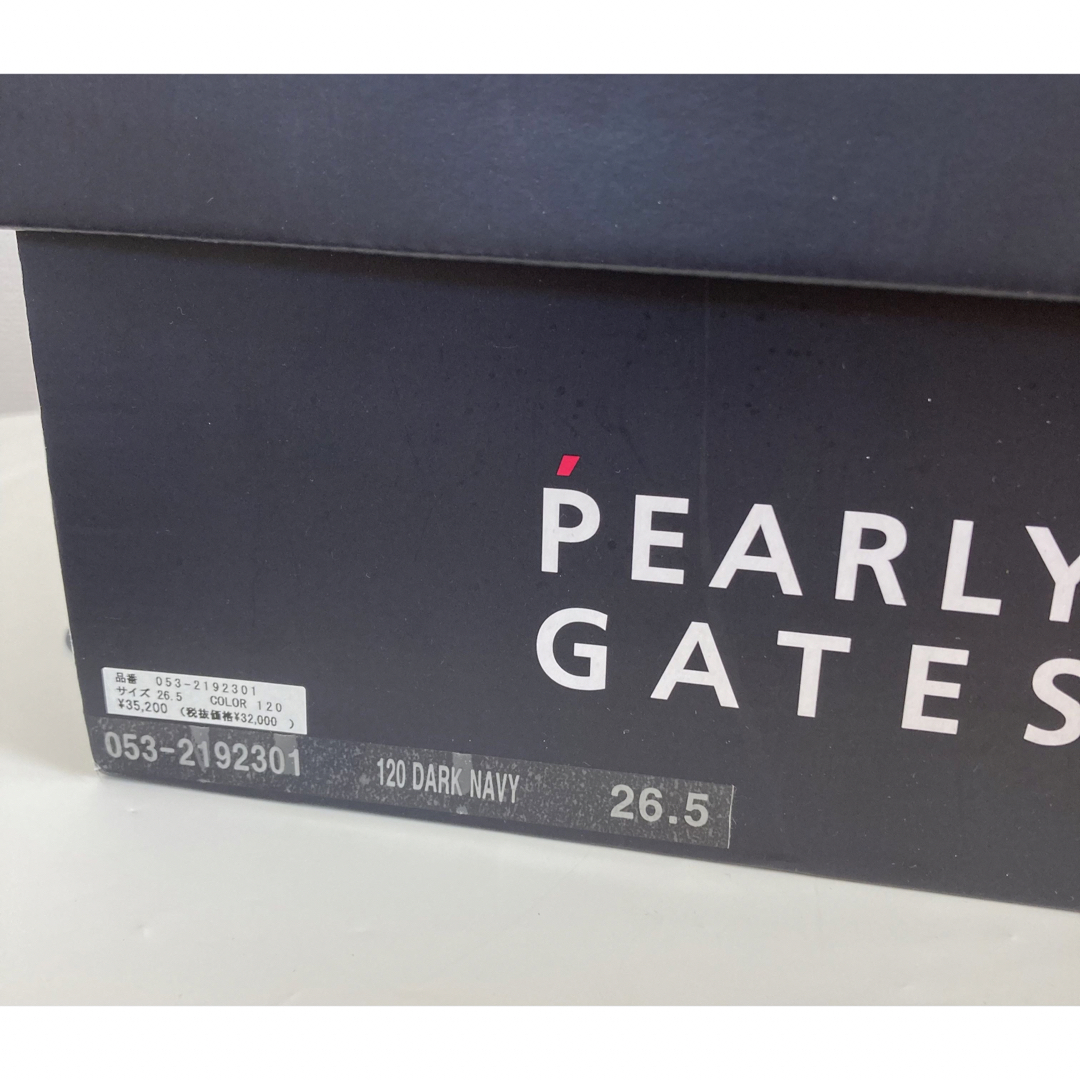 PEARLY
GATES
品番 053-2192301
サイズ 26.5 COLOR 120
¥35,200 (税抜価格¥32,000 )
053-2192301 120 DARK NAVY 26.5